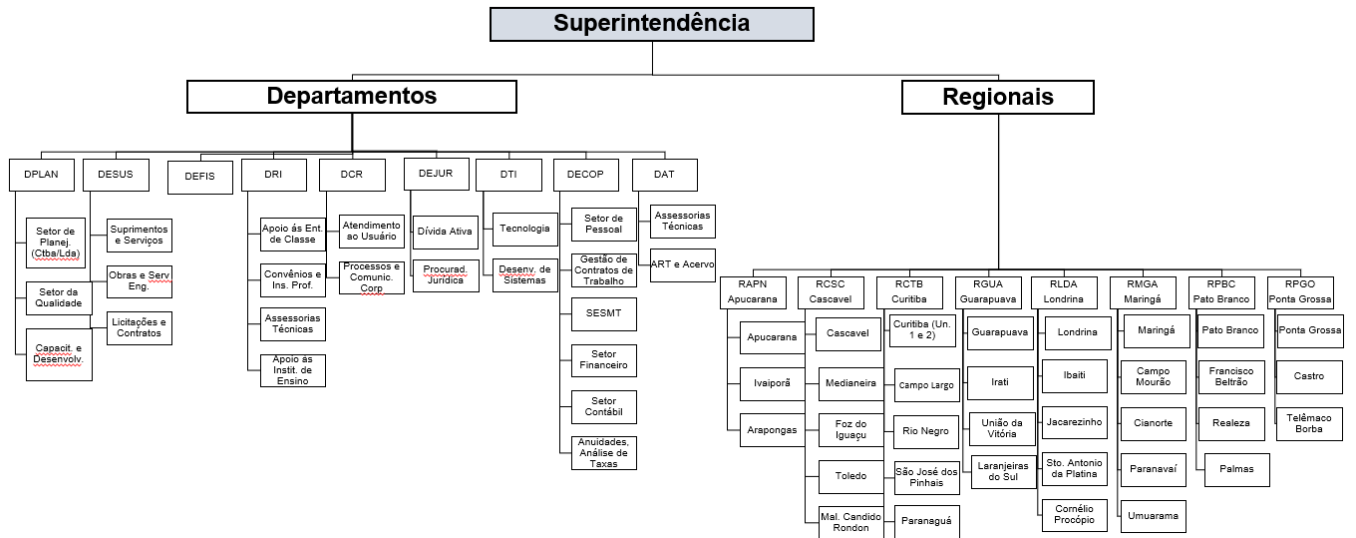 Superintendência
Departamentos
Regionais
DPLAN
DESUS
DEFIS
DRI
DCR
DEJUR
DTI
DECOP
DAT
Setor de
Planej.
(Ctba/Lda)
Setor da
Qualidade
Capacit. e
Desenvolv.
Suprimentos
e Serviços
Obras e Serv
Eng.
Licitações e
Contratos
Apoio ás Ent.
de Classe
Convênios e
Ins. Prof.
Assessorias
Técnicas
Apoio ás
Instit. de
Ensino
Atendimento
ao Usuário
Processos e
Comunic.
Corp
Dívida Ativa
Procurad.
Jurídica
Tecnologia
Desenv. de
Sistemas
Setor de
Pessoal
Gestão de
Contratos de
Trabalho
SESMT
Setor
Financeiro
Setor
Contábil
Anuidades,
Análise de
Taxas
Assessorias
Técnicas
ART e Acervo
RAPN
Apucarana
RCSC
Cascavel
RCTB
Curitiba
RGUA
Guarapuava
RLDA
Londrina
RMGA
Maringá
RPBC
Pato Branco
RPGO
Ponta Grossa
Apucarana
Ivaiporã
Arapongas
Cascavel
Medianeira
Foz do
Iguaçu
Toledo
Mal. Candido
Rondon
Curitiba (Un.
1 e 2)
Campo Largo
Rio Negro
São José dos
Pinhais
Paranaguá
Guarapuava
Irati
União da
Vitória
Laranjeiras
do Sul
Londrina
Ibaiti
Jacarezinho
Sto. Antonio
da Platina
Cornélio
Procópio
Maringá
Campo
Mourão
Cianorte
Paranavaí
Umuarama
Pato Branco
Francisco
Beltrão
Realeza
Palmas
Ponta Grossa
Castro
Telêmaco
Borba